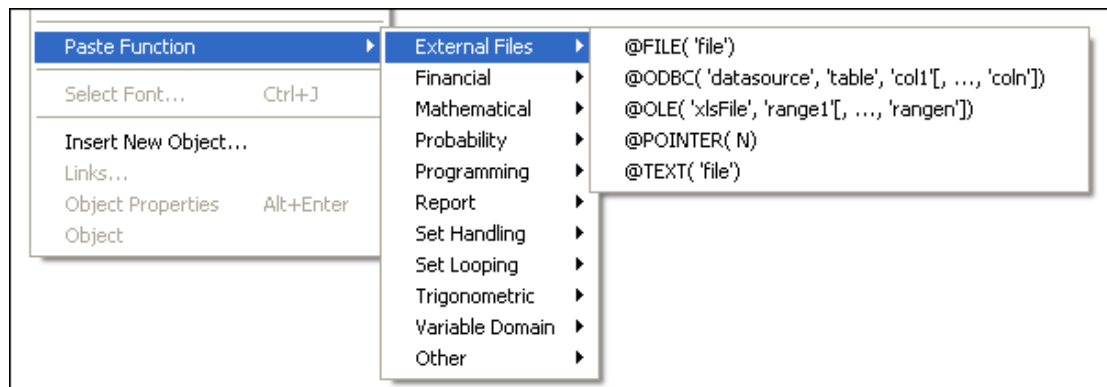 Paste Function
Select Font... Ctrl+J
Insert New Object...
Links...
Object Properties Alt+Enter
Object
External Files
Financial
Mathematical
Probability
Programming
Report
Set Handling
Set Looping
Trigonometric
Variable Domain
Other
@FILE( 'file')
@ODBC( 'datasource', 'table', 'col1'[, ..., 'coln'])
@OLE( 'xlsFile', 'range1'[, ..., 'rangen'])
@POINTER( N)
@TEXT( 'file')